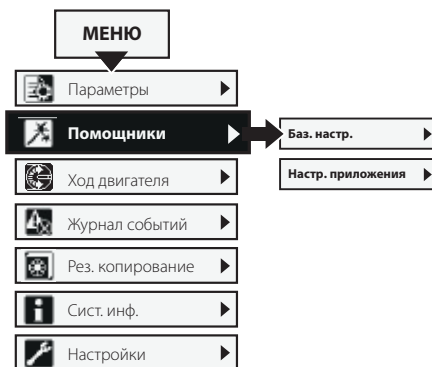 МЕНЮ
Параметры
Помощники
Баз. настр.
Настр. приложения
Ход двигателя
Журнал событий
Рез. копирование
Сист. инф.
Настройки